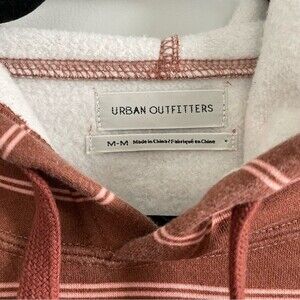 URBAN OUTFITTERS
M-M Made in China / Fabriqué en Chine